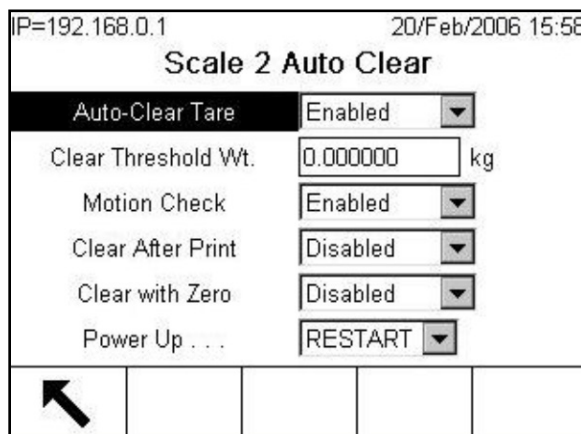 IP=192.168.0.1 20/Feb/2006 15:58
Scale 2 Auto Clear
Auto-Clear Tare Enabled
Clear Threshold Wt. 0.000000 kg
Motion Check Enabled
Clear After Print Disabled
Clear with Zero Disabled
Power Up . . . RESTART